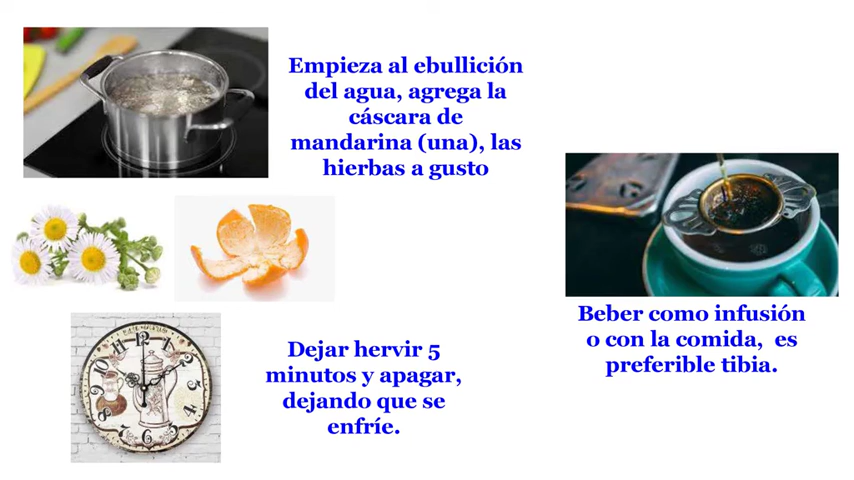 Empieza al ebullición
del agua, agrega la
cáscara de
mandarina (una), las
hierbas a gusto
Dejar hervir 5
minutos y apagar,
dejando que se
enfríe.
Beber como infusión
o con la comida, es
preferible tibia.